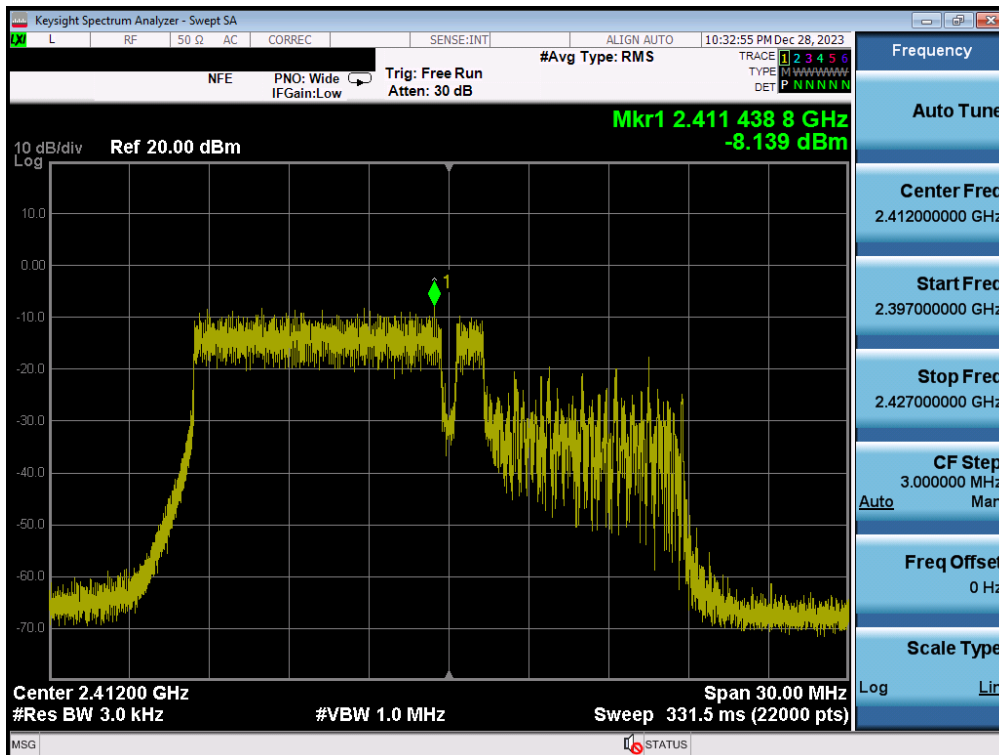 Keysight Spectrum Analyzer - Swept SA
LXI L RF 50 Ω AC CORREC SENSE:INT ALIGN AUTO 10:32:55 PM Dec 28, 2023
NFE PNO: Wide Trig: Free Run #Avg Type: RMS TRACE 1 2 3 4 5 6
IFGain:Low Atten: 30 dB TYPE M WWWWW
DET P N N N N N
Mkr1 2.411 438 8 GHz
-8.139 dBm
10 dB/div Ref 20.00 dBm
Log
10.0
0.00
-10.0
-20.0
-30.0
-40.0
-50.0
-60.0
-70.0
1
Center 2.41200 GHz Span 30.00 MHz
#Res BW 3.0 kHz #VBW 1.0 MHz Sweep 331.5 ms (22000 pts)
MSG STATUS
Frequency
Auto Tune
Center Freq
2.412000000 GHz
Start Freq
2.397000000 GHz
Stop Freq
2.427000000 GHz
CF Step
3.000000 MHz
Auto Man
Freq Offset
0 Hz
Scale Type
Log Lin